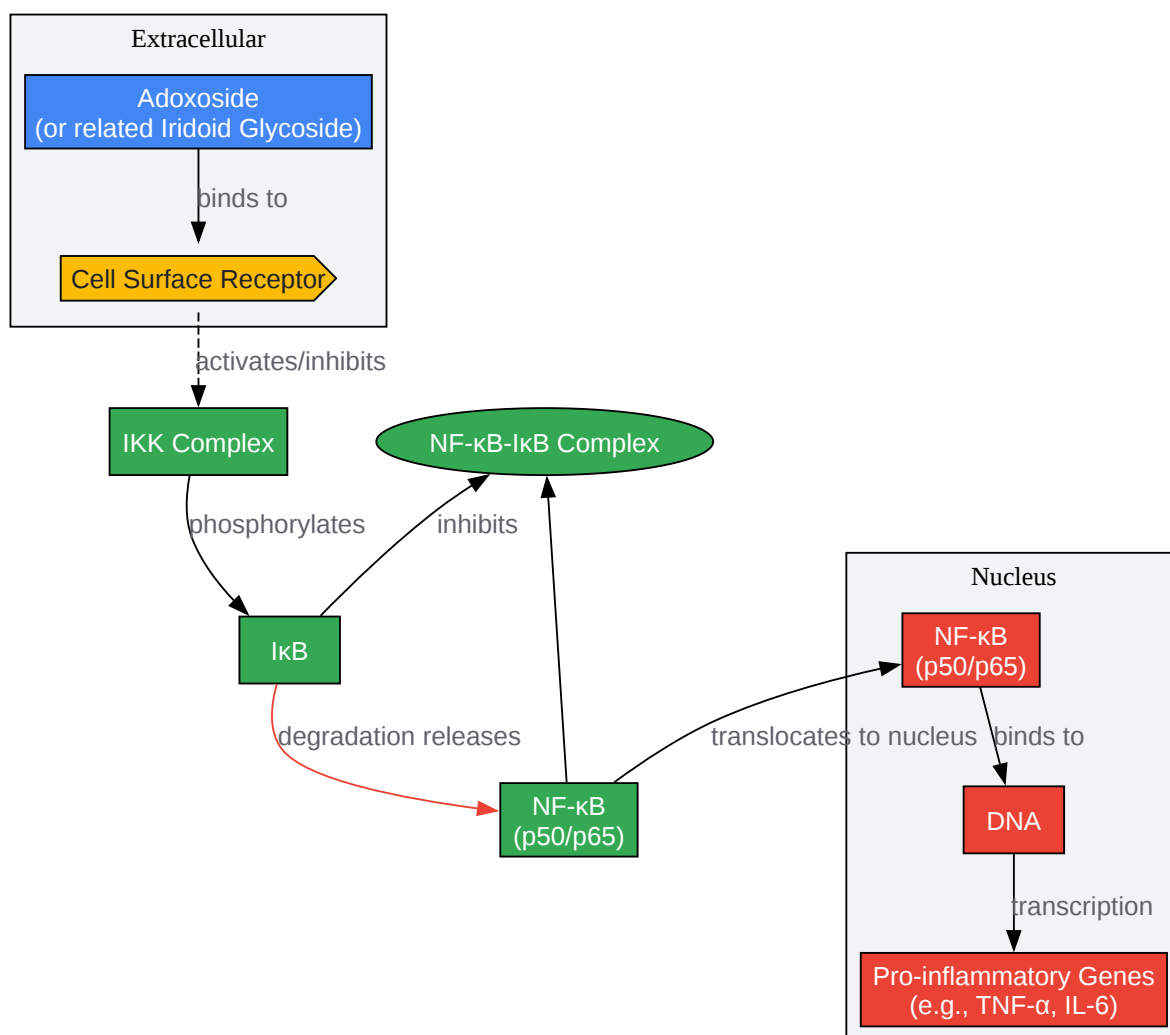 Extracellular
Adoxoside
(or related Iridoid Glycoside)
binds to
Cell Surface Receptor
activates/inhibits
IKK Complex
NF-κB-IκB Complex
phosphorylates
inhibits
Nucleus
NF-κB
(p50/p65)
IκB
degradation releases
translocates to nucleus
binds to
NF-κB
(p50/p65)
DNA
transcription
Pro-inflammatory Genes
(e.g., TNF-α, IL-6)